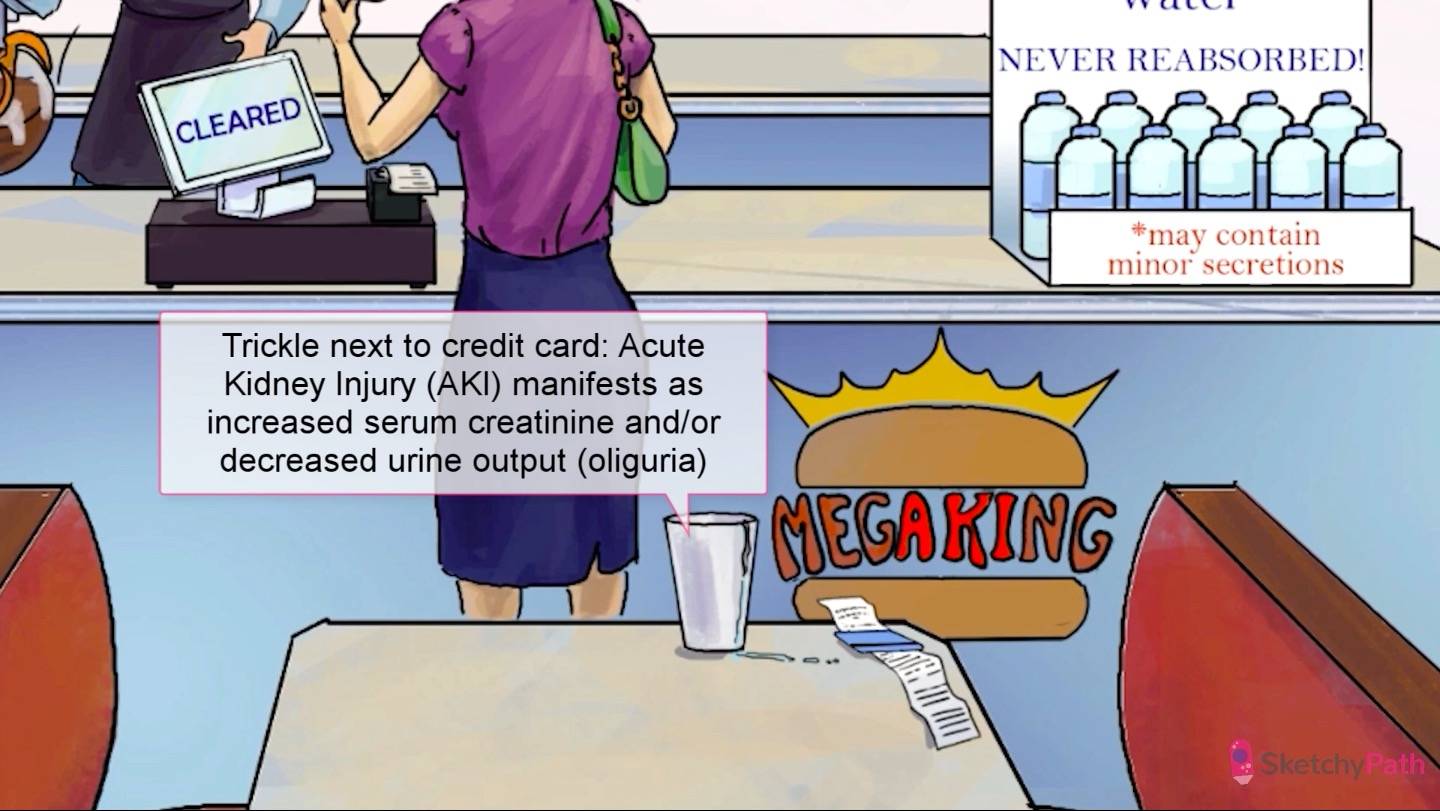 water
NEVER REABSORBED!
CLEARED
*may contain
minor secretions
Trickle next to credit card: Acute
Kidney Injury (AKI) manifests as
increased serum creatinine and/or
decreased urine output (oliguria)
MEGAKING
SketchyPath